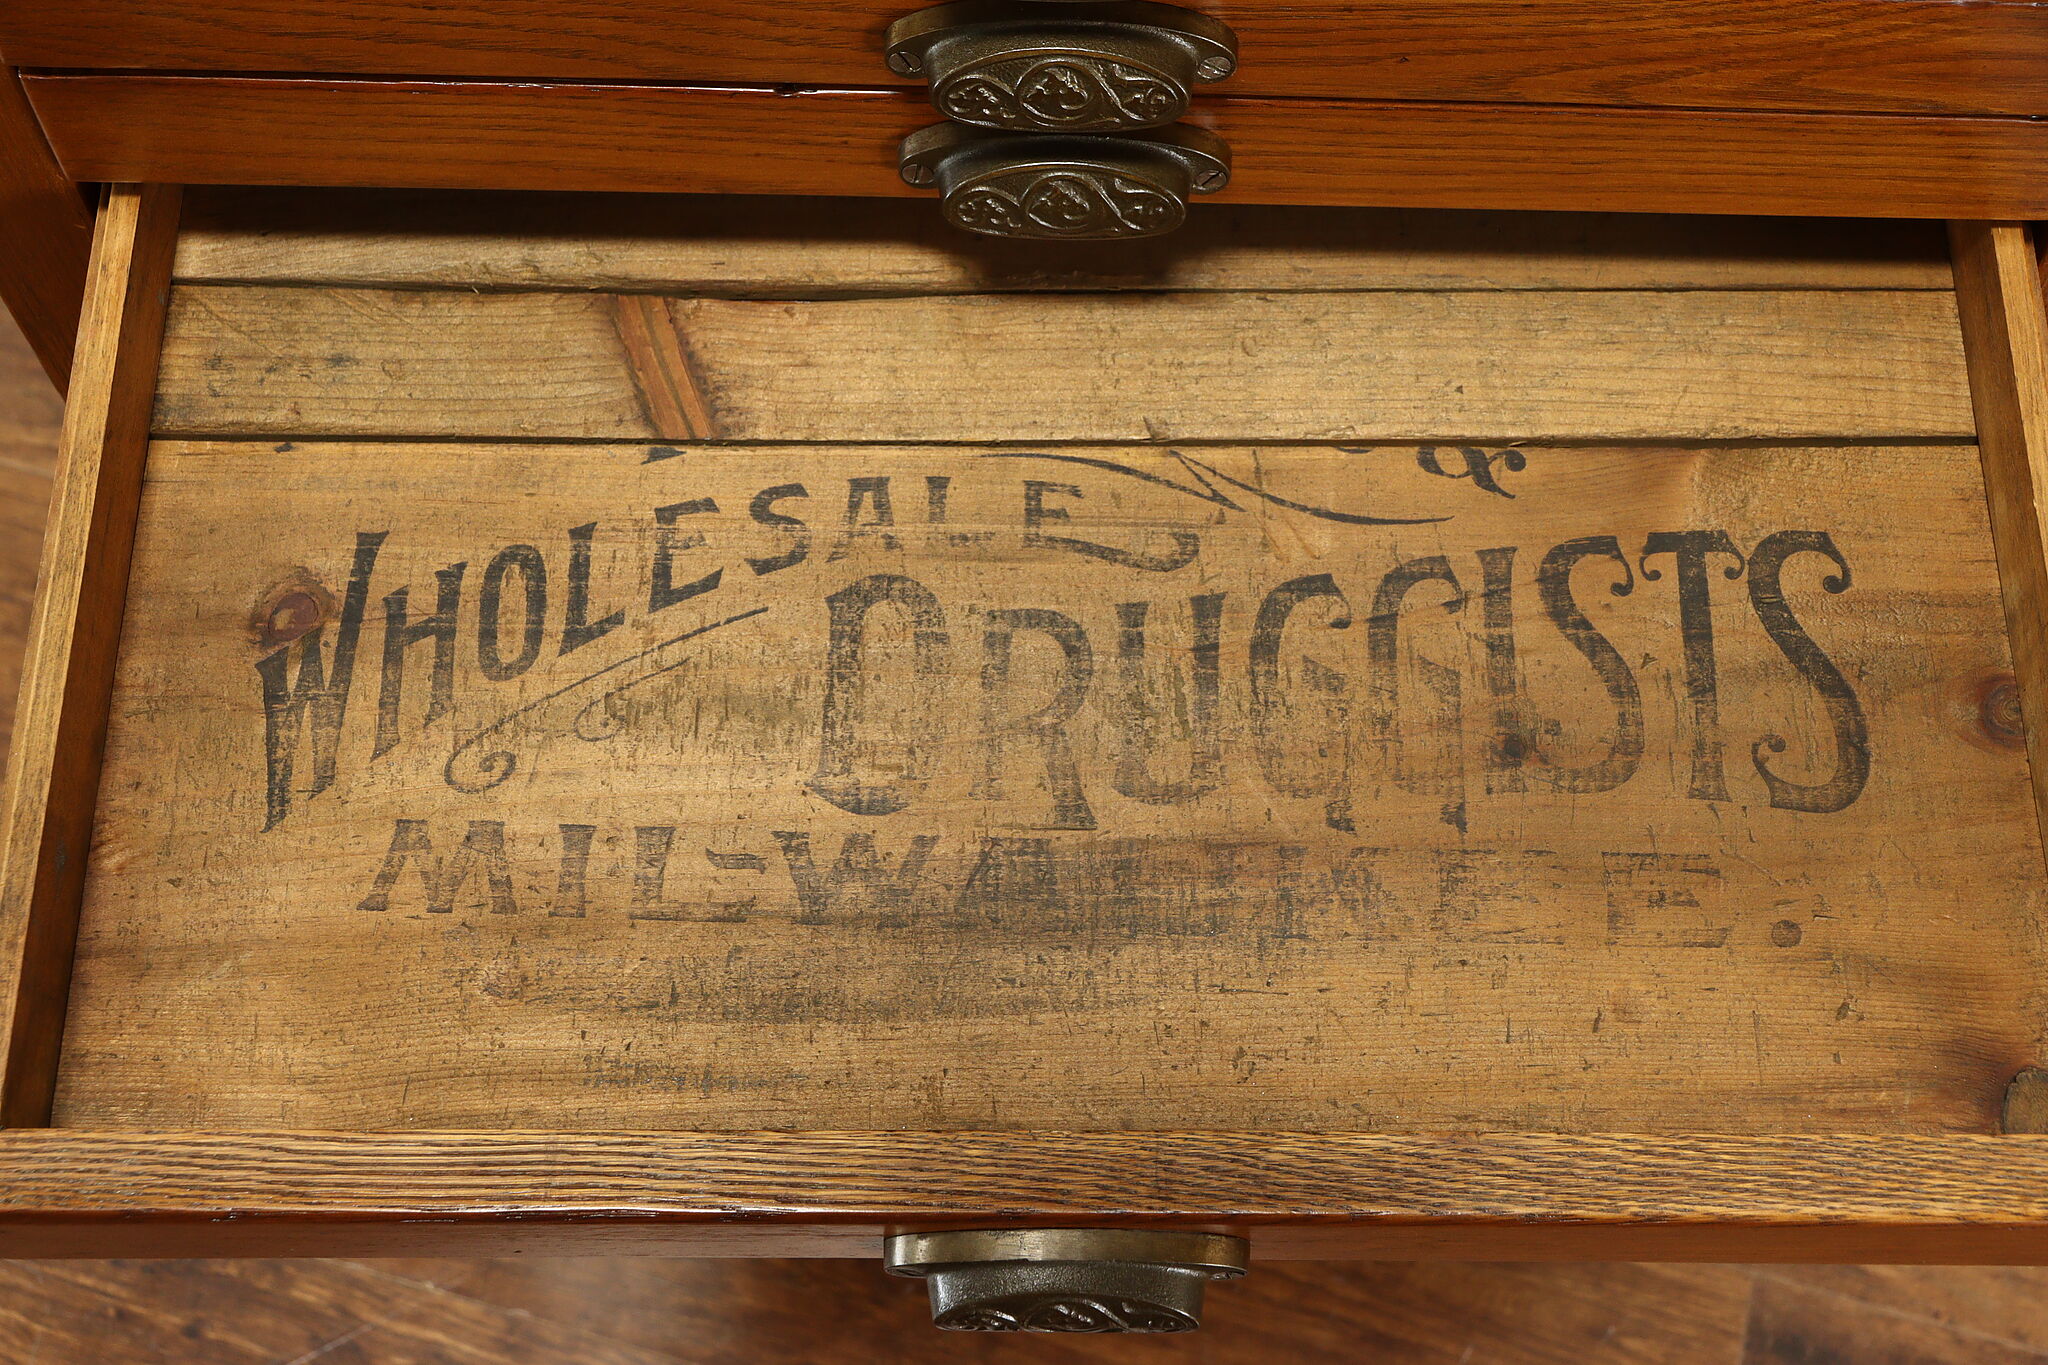 &
WHOLESALE DRUGGISTS
MILWAUKEE.